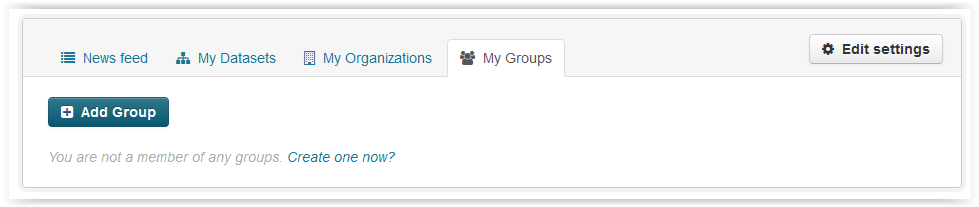 News feed My Datasets My Organizations My Groups Edit settings
Add Group
You are not a member of any groups. Create one now?